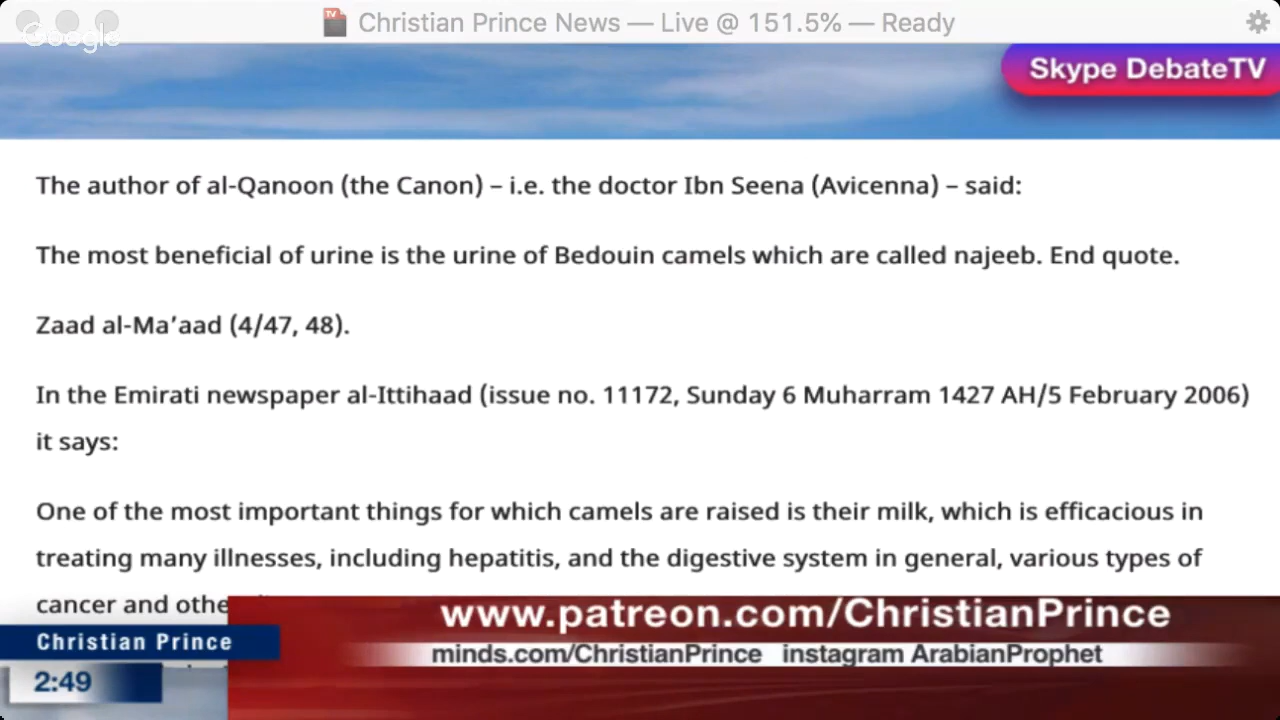 Christian Prince News — Live @ 151.5% — Ready
Google
Skype DebateTV
The author of al-Qanoon (the Canon) – i.e. the doctor Ibn Seena (Avicenna) – said:
The most beneficial of urine is the urine of Bedouin camels which are called najeeb. End quote.
Zaad al-Ma’aad (4/47, 48).
In the Emirati newspaper al-Ittihaad (issue no. 11172, Sunday 6 Muharram 1427 AH/5 February 2006)
it says:
One of the most important things for which camels are raised is their milk, which is efficacious in
treating many illnesses, including hepatitis, and the digestive system in general, various types of
cancer and othe
www.patreon.com/ChristianPrince
Christian Prince
minds.com/ChristianPrince instagram ArabianProphet
2:49